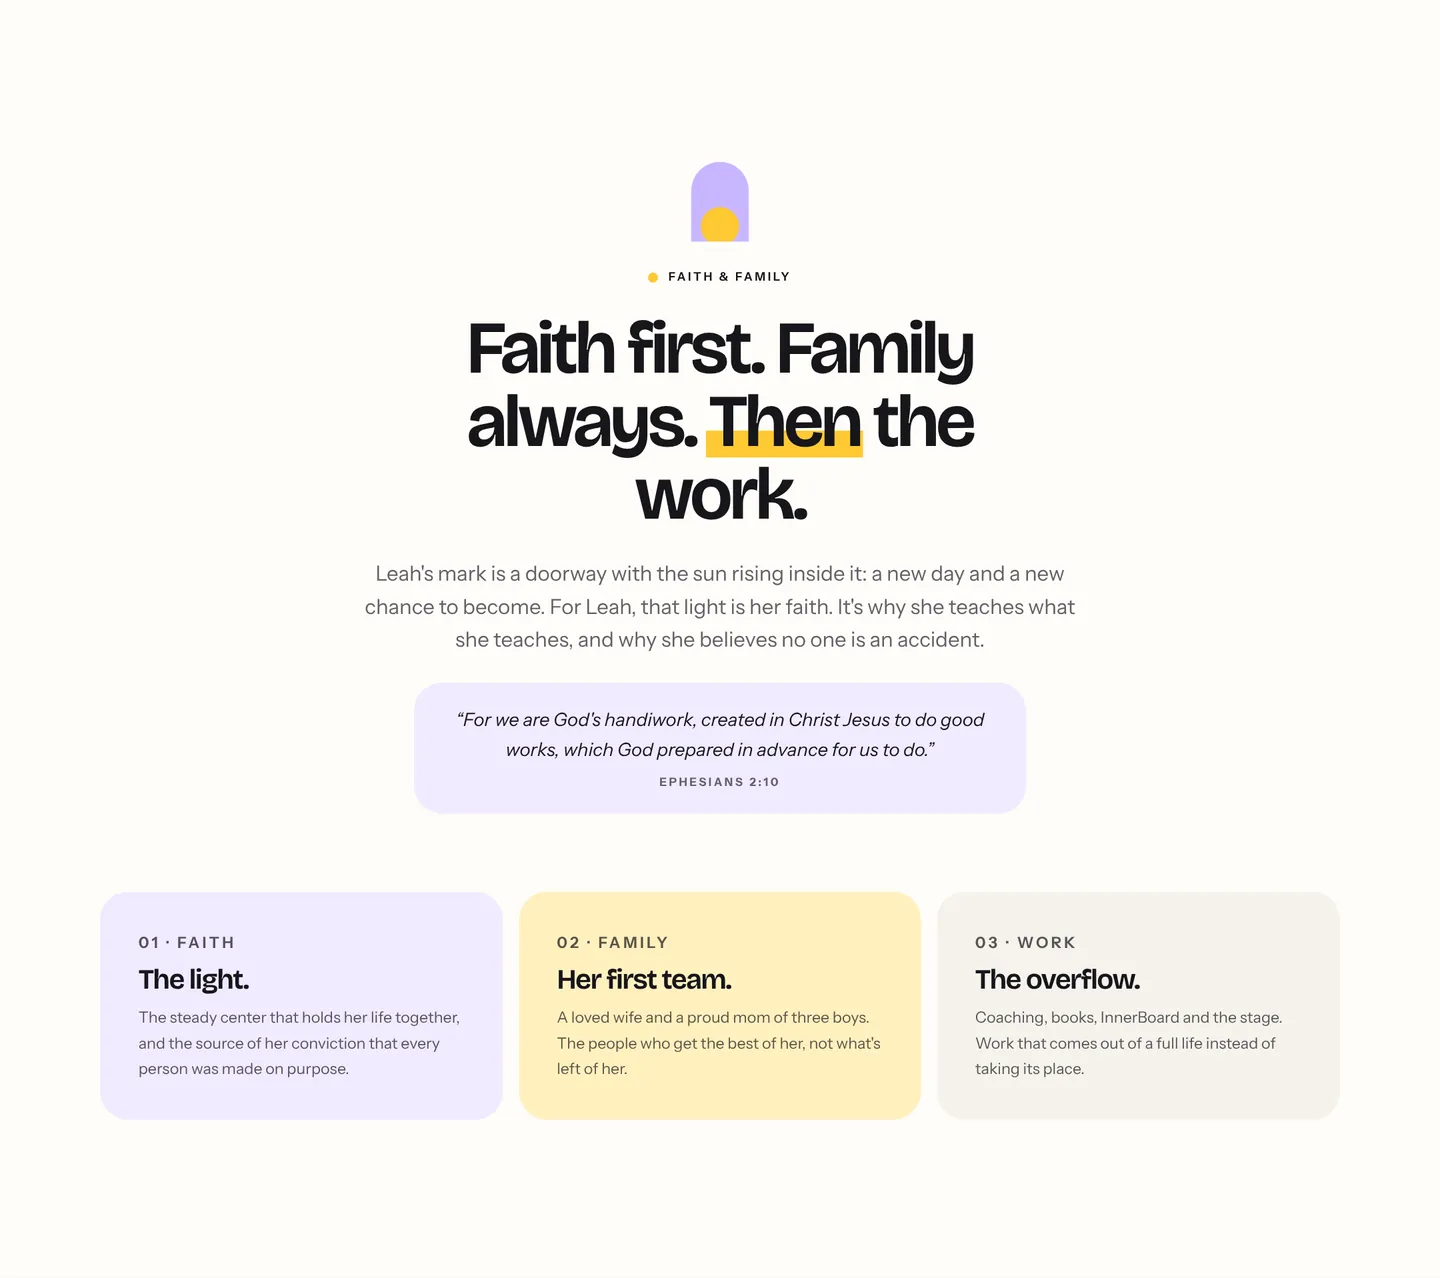 FAITH & FAMILY
Faith first. Family
always. Then the
work.
Leah's mark is a doorway with the sun rising inside it: a new day and a new
chance to become. For Leah, that light is her faith. It's why she teaches what
she teaches, and why she believes no one is an accident.
“For we are God's handiwork, created in Christ Jesus to do good
works, which God prepared in advance for us to do.”
EPHESIANS 2:10
01 · FAITH
The light.
The steady center that holds her life together,
and the source of her conviction that every
person was made on purpose.
02 · FAMILY
Her first team.
A loved wife and a proud mom of three boys.
The people who get the best of her, not what's
left of her.
03 · WORK
The overflow.
Coaching, books, InnerBoard and the stage.
Work that comes out of a full life instead of
taking its place.